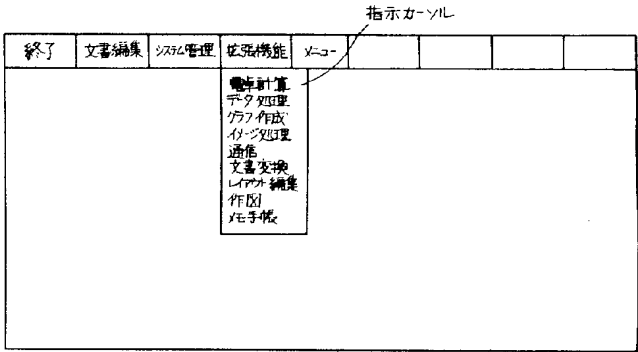 指示カーソル
終了 文書編集 システム管理 拡張機能 メニュー
電卓計算
データ処理
グラフ作成
イメージ処理
通信
文書変換
レイアウト編集
作図
メモ手帳